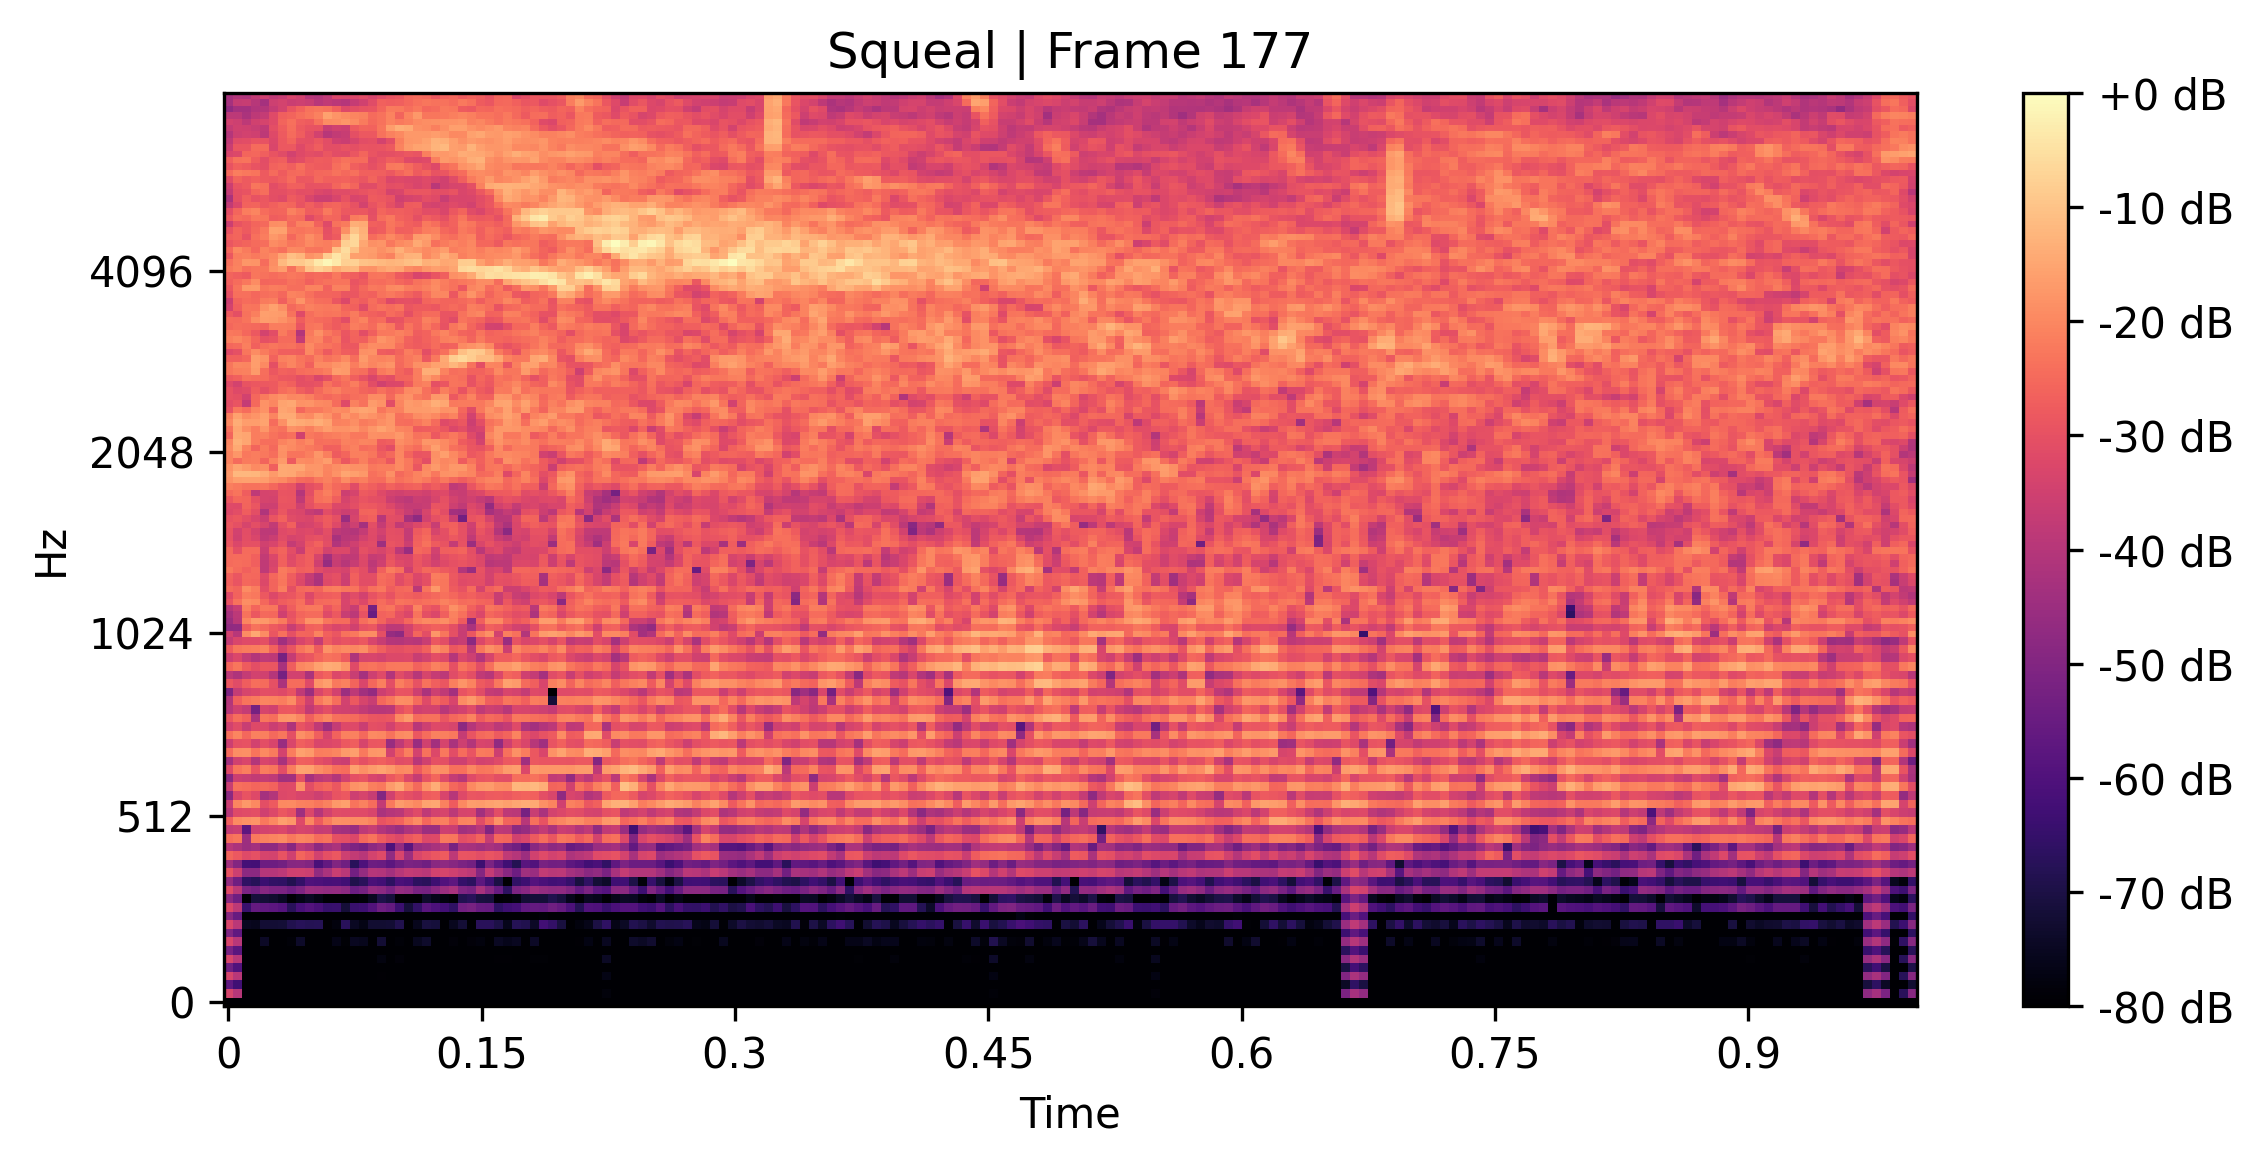 Squeal | Frame 177
+0 dB
-10 dB
-20 dB
-30 dB
-40 dB
-50 dB
-60 dB
-70 dB
-80 dB
Hz
4096
2048
1024
512
0
0 0.15 0.3 0.45 0.6 0.75 0.9
Time